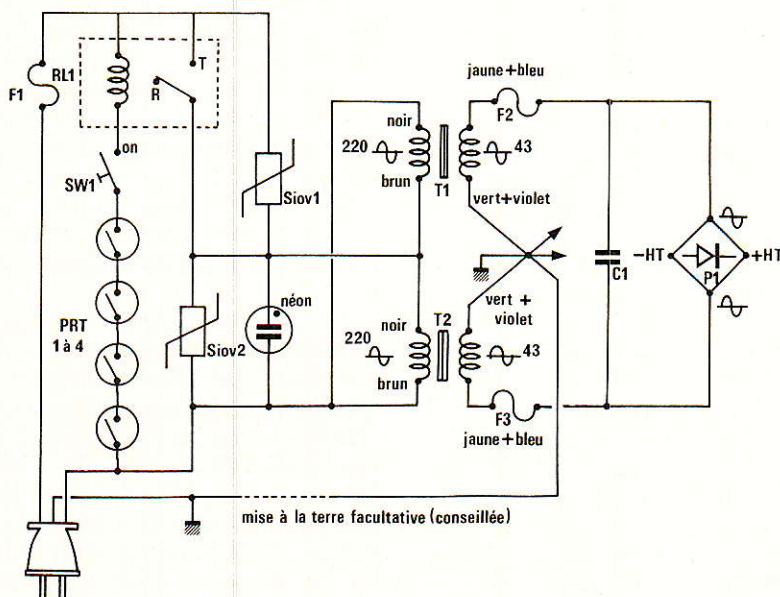 F1
RL1
T
R
on
SW1
PRT
1 à 4
Siov1
Siov2
néon
noir
220
brun
T1
jaune+bleu
F2
43
vert+violet
C1
-HT
+HT
P1
noir
220
brun
T2
vert +
violet
43
F3
jaune+bleu
mise à la terre facultative (conseillée)